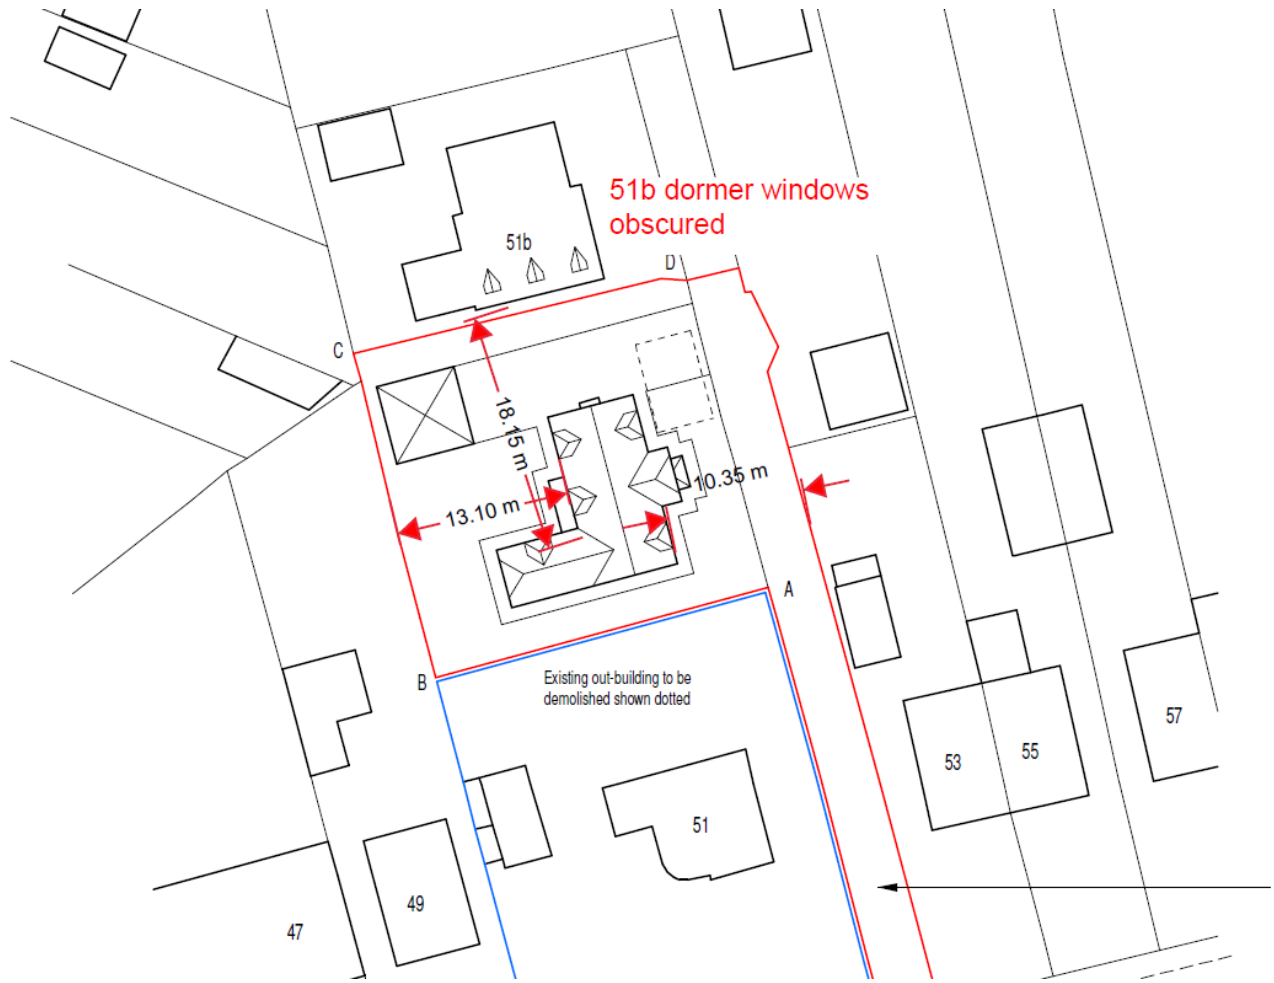 51b dormer windows
obscured
51b
D
C
18.15 m
10.35 m
13.10 m
A
B
Existing out-building to be
demolished shown dotted
57
55
53
51
49
47